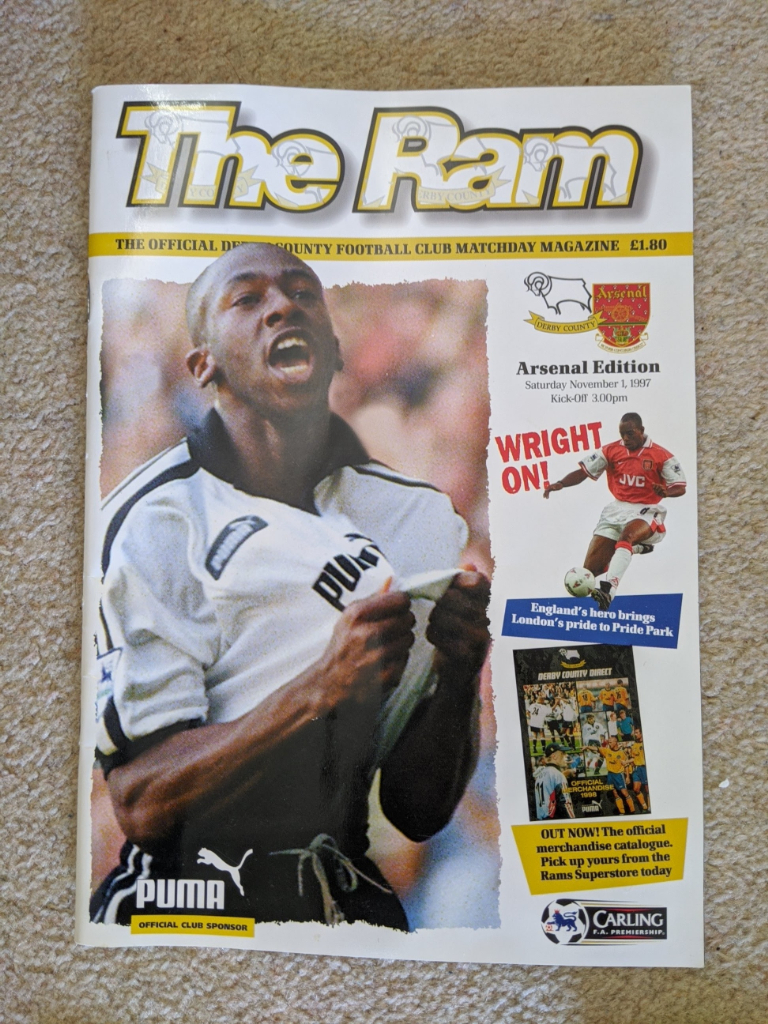 The Ram
THE OFFICIAL DERBY COUNTY FOOTBALL CLUB MATCHDAY MAGAZINE £1.80
DERBY COUNTY
Arsenal
Arsenal Edition
Saturday November 1, 1997
Kick-Off 3.00pm
WRIGHT
ON!
JVC
England's hero brings
London's pride to Pride Park
PUMA
DERBY COUNTY DIRECT
OFFICIAL
MERCHANDISE
1998
PUMA
OUT NOW! The official
merchandise catalogue.
Pick up yours from the
Rams Superstore today
PUMA
OFFICIAL CLUB SPONSOR
CARLING
F.A. PREMIERSHIP.